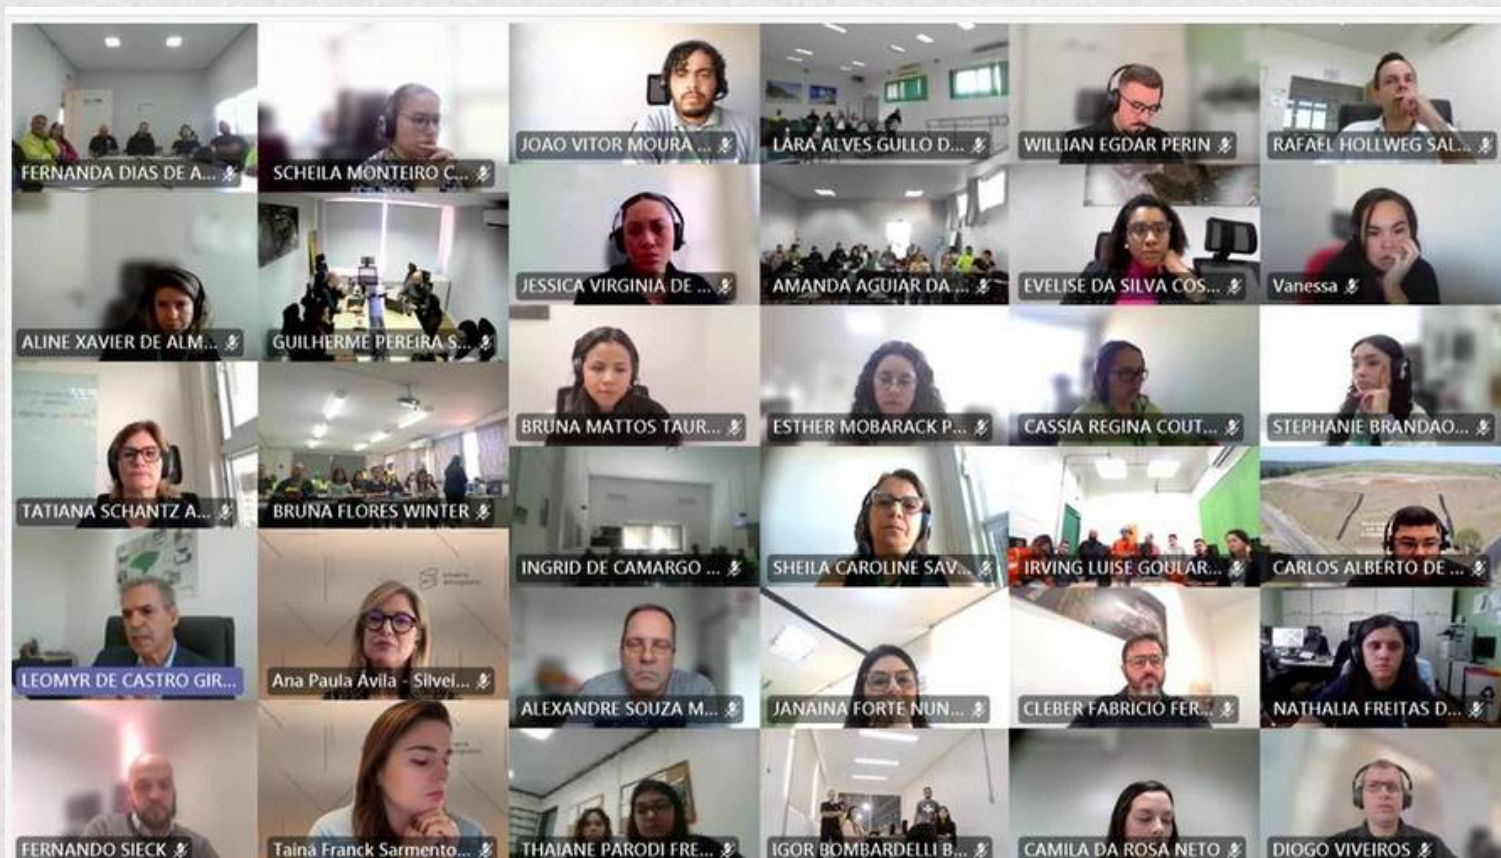 FERNANDA DIAS DE A...
SCHEILA MONTEIRO C...
JOAO VITOR MOURA ...
LARA ALVES GULLO D...
WILLIAN EGDAR PERIN
RAFAEL HOLLWEG SAL...
ALINE XAVIER DE ALM...
GUILHERME PEREIRA S...
JESSICA VIRGINIA DE ...
AMANDA AGUIAR DA ...
EVELISE DA SILVA COS...
Vanessa
TATIANA SCHANTZ A...
BRUNA FLORES WINTER
BRUNA MATTOS TAUR...
ESTHER MOBARACK P...
CASSIA REGINA COUT...
STEPHANIE BRANDAO...
LEOMYR DE CASTRO GIR...
Ana Paula Ávila - Silvei...
INGRID DE CAMARGO ...
SHEILA CAROLINE SAV...
IRVING LUISE GOULAR...
CARLOS ALBERTO DE ...
ALEXANDRE SOUZA M...
JANAINA FORTE NUN...
CLEBER FABRICIO FER...
NATHALIA FREITAS D...
FERNANDO SIECK
Tainá Franck Sarmento...
THAIANE PARODI FRE...
IGOR BOMBARDELLI B...
CAMILA DA ROSA NETO
DIOGO VIVEIROS